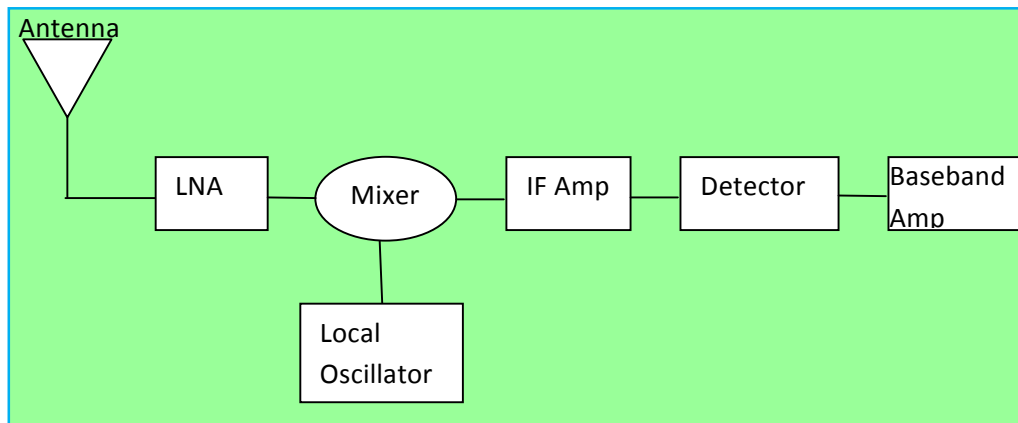 Antenna
LNA
Mixer
IF Amp
Detector
Baseband
Amp
Local
Oscillator